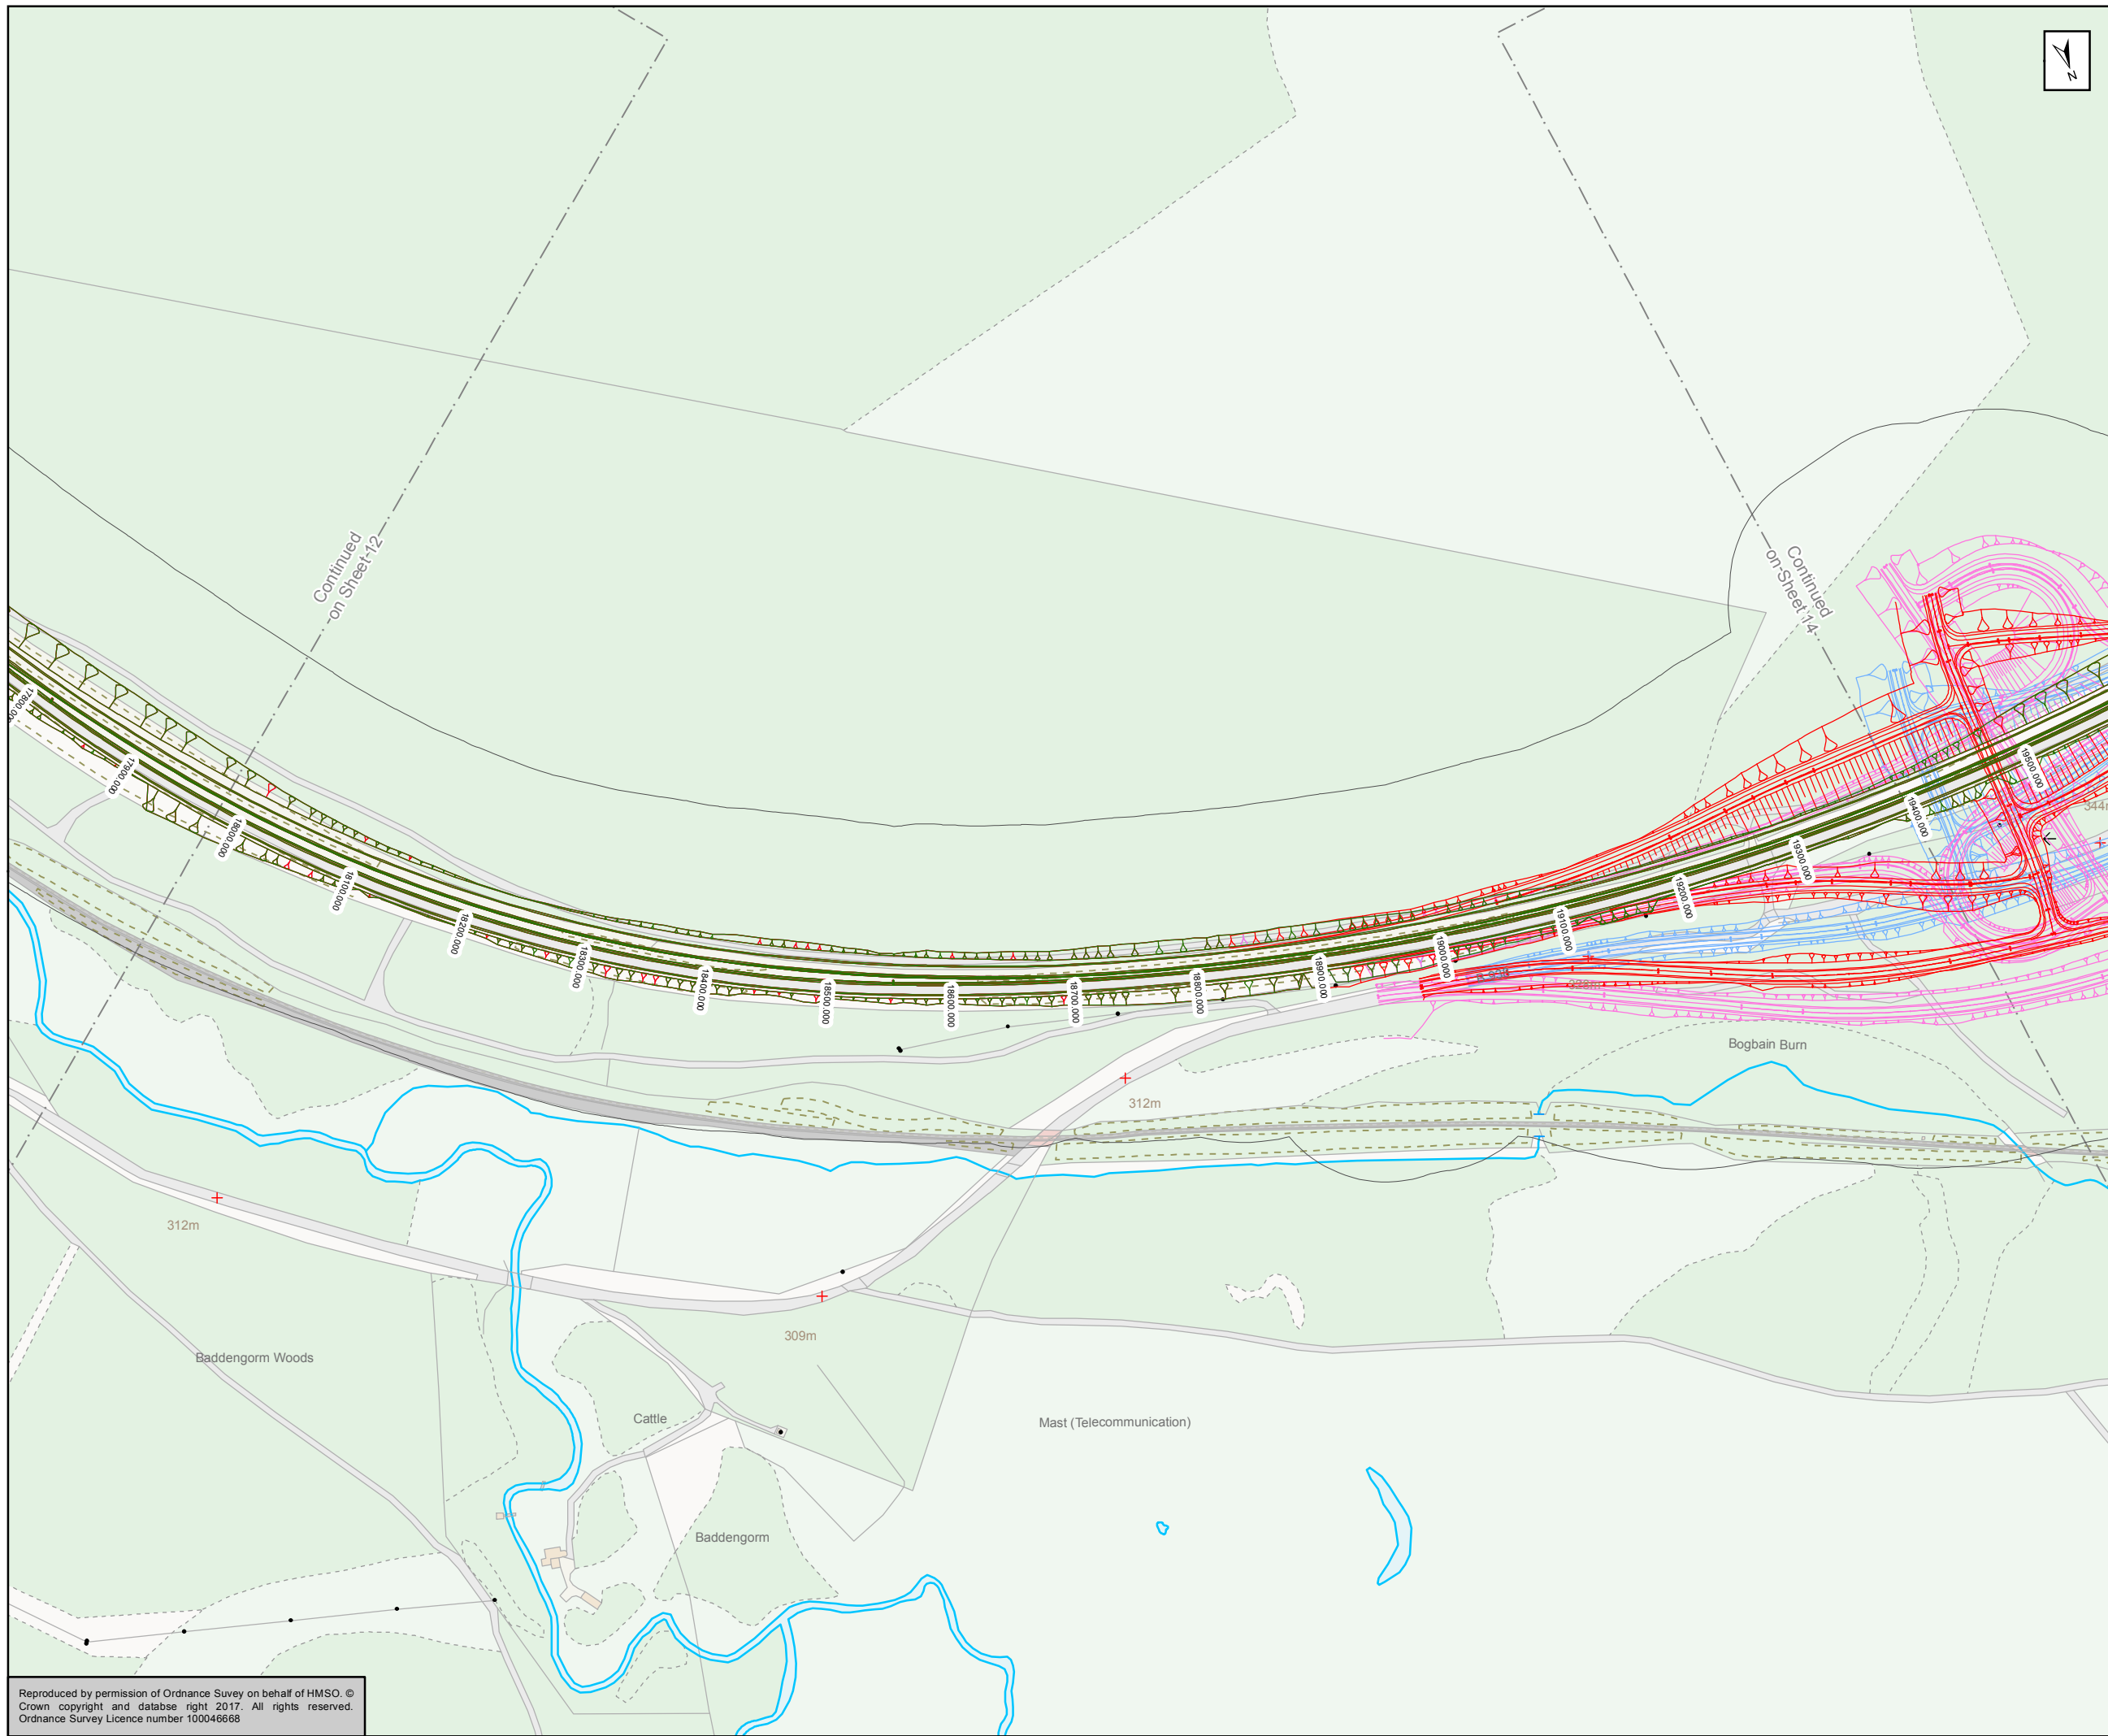 N
Continued
on Sheet 12
Continued
on Sheet 14
17800.000
17900.000
18000.000
18100.000
18200.000
18300.000
18400.000
18500.000
18600.000
18700.000
18800.000
18900.000
19000.000
19100.000
19200.000
19300.000
19400.000
19500.000
344m
Bogbain Burn
312m
312m
309m
Baddengorm Woods
Cattle
Mast (Telecommunication)
Baddengorm
Reproduced by permission of Ordnance Suvey on behalf of HMSO. ©
Crown copyright and databse right 2017. All rights reserved.
Ordnance Survey Licence number 100046668